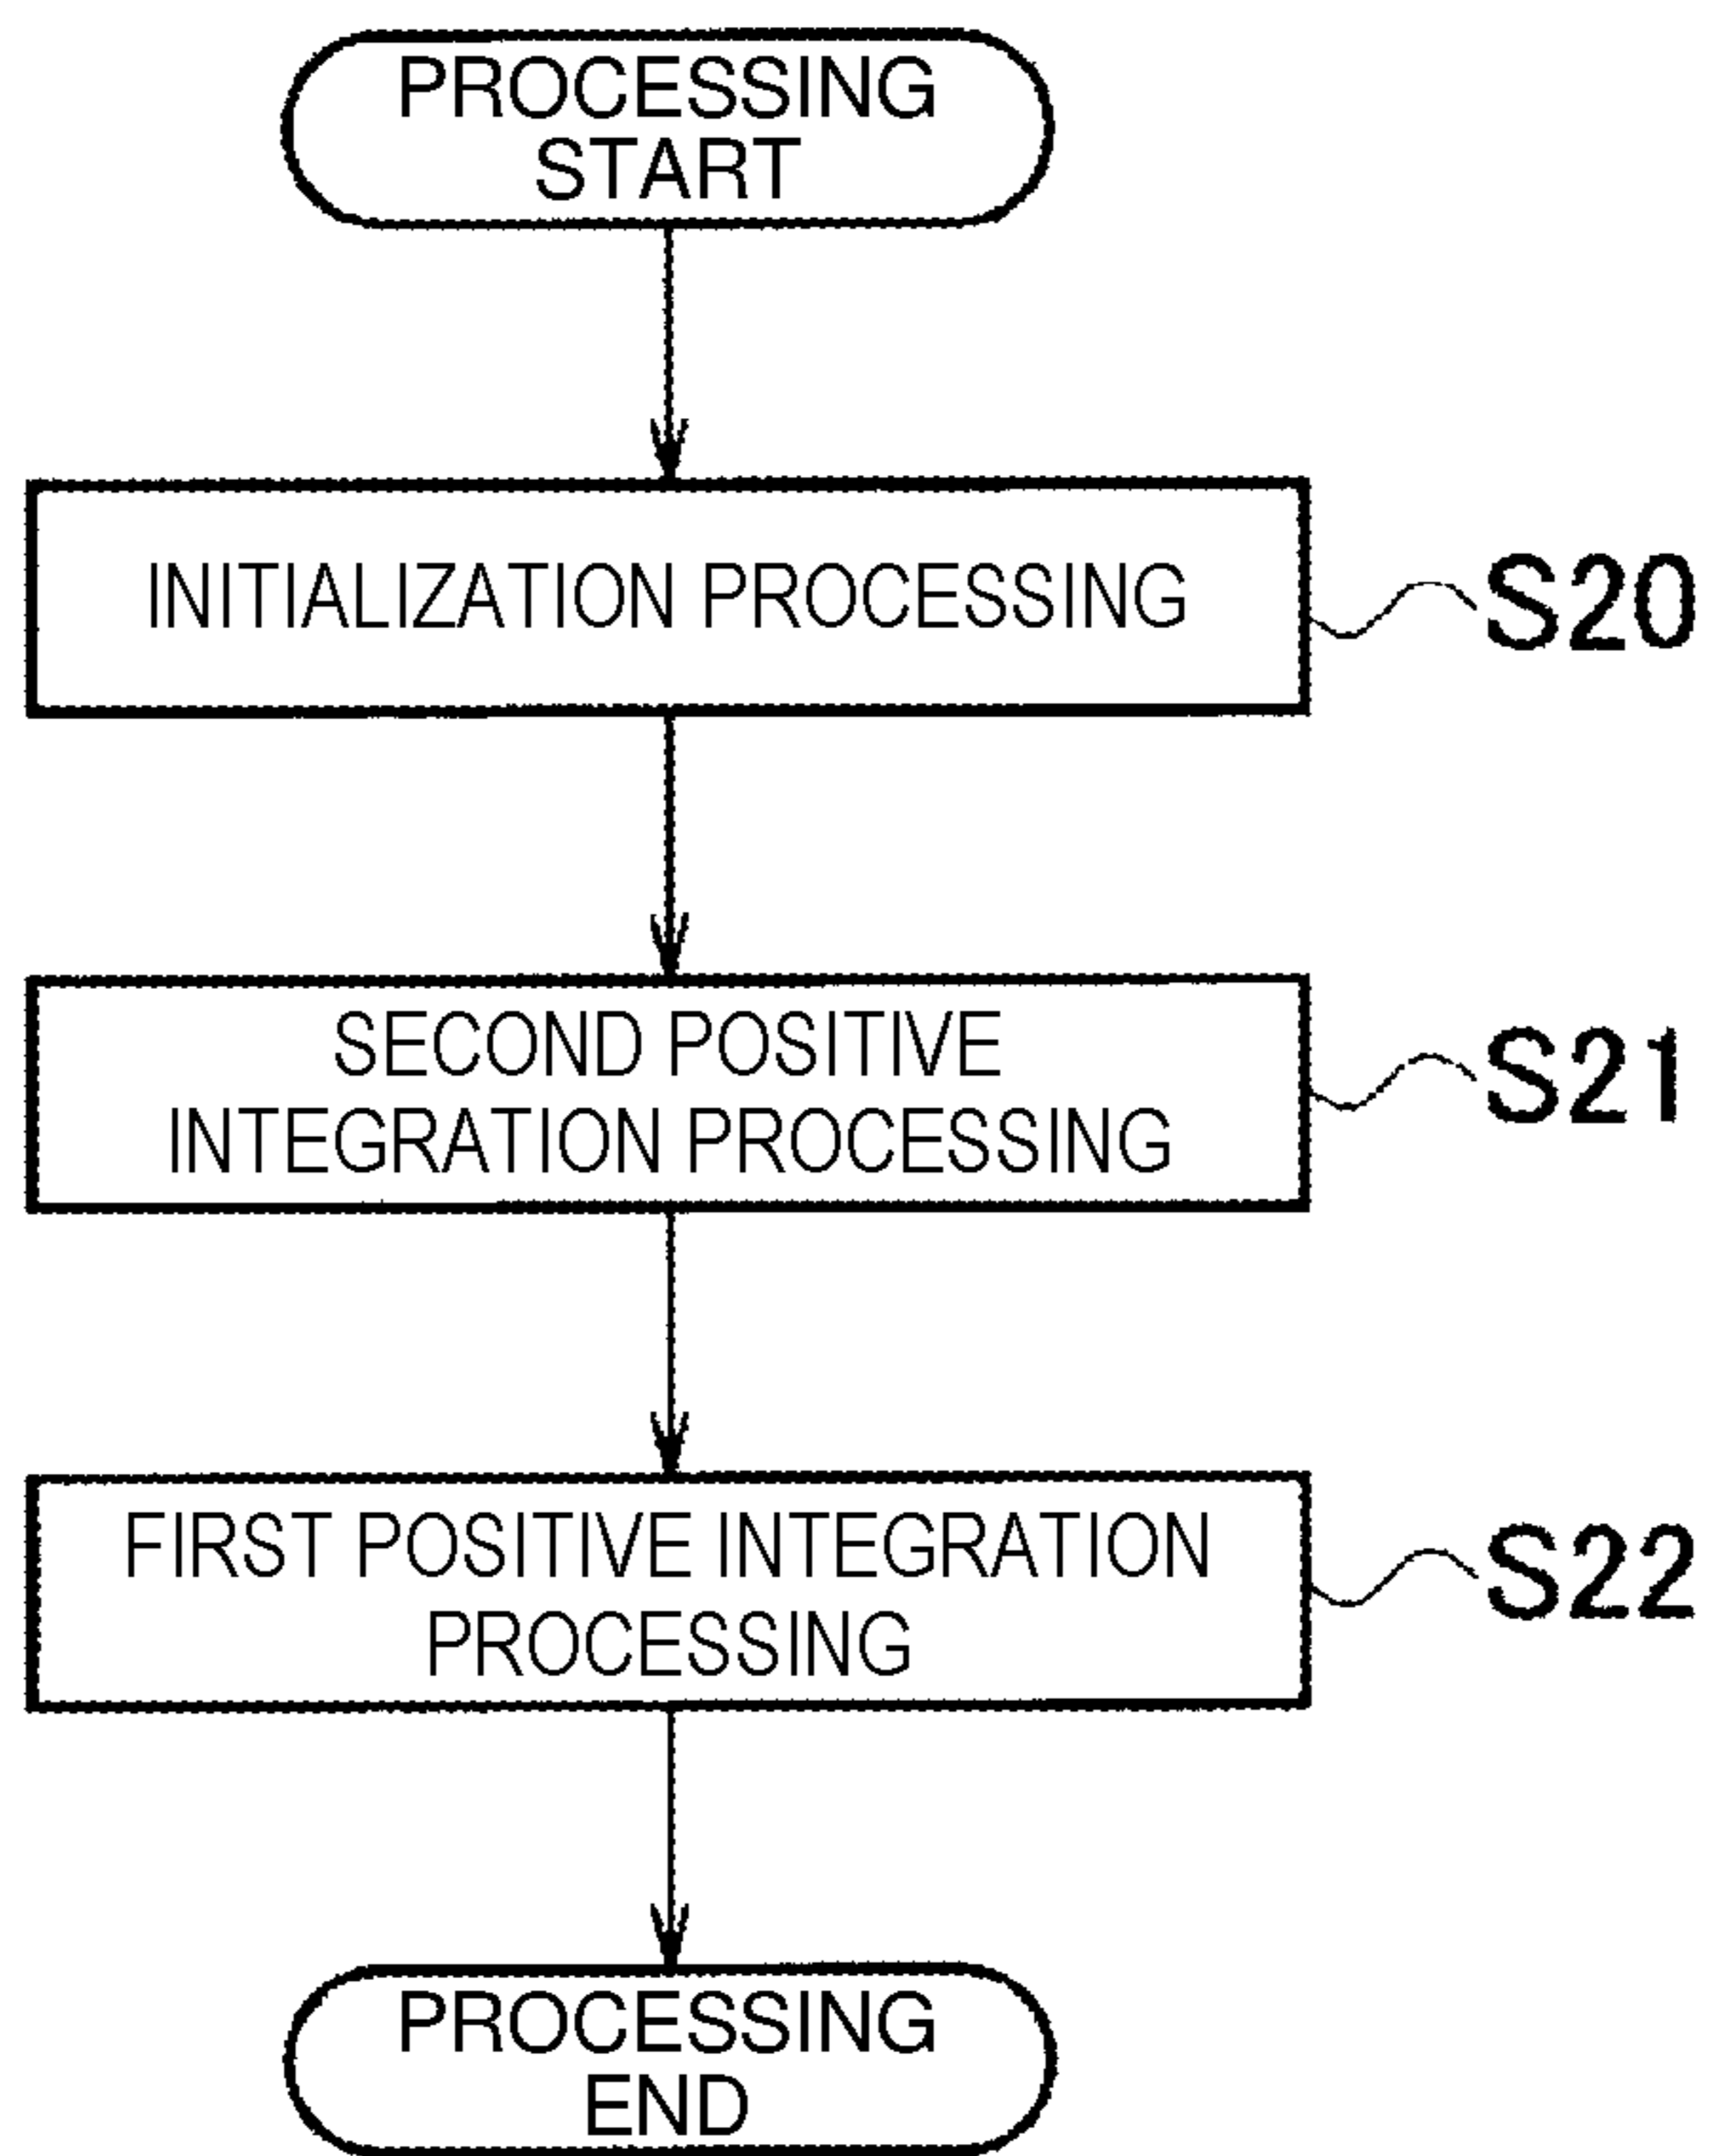 PROCESSING
START
INITIALIZATION PROCESSING
S20
SECOND POSITIVE
INTEGRATION PROCESSING
S21
FIRST POSITIVE INTEGRATION
PROCESSING
S22
PROCESSING
END